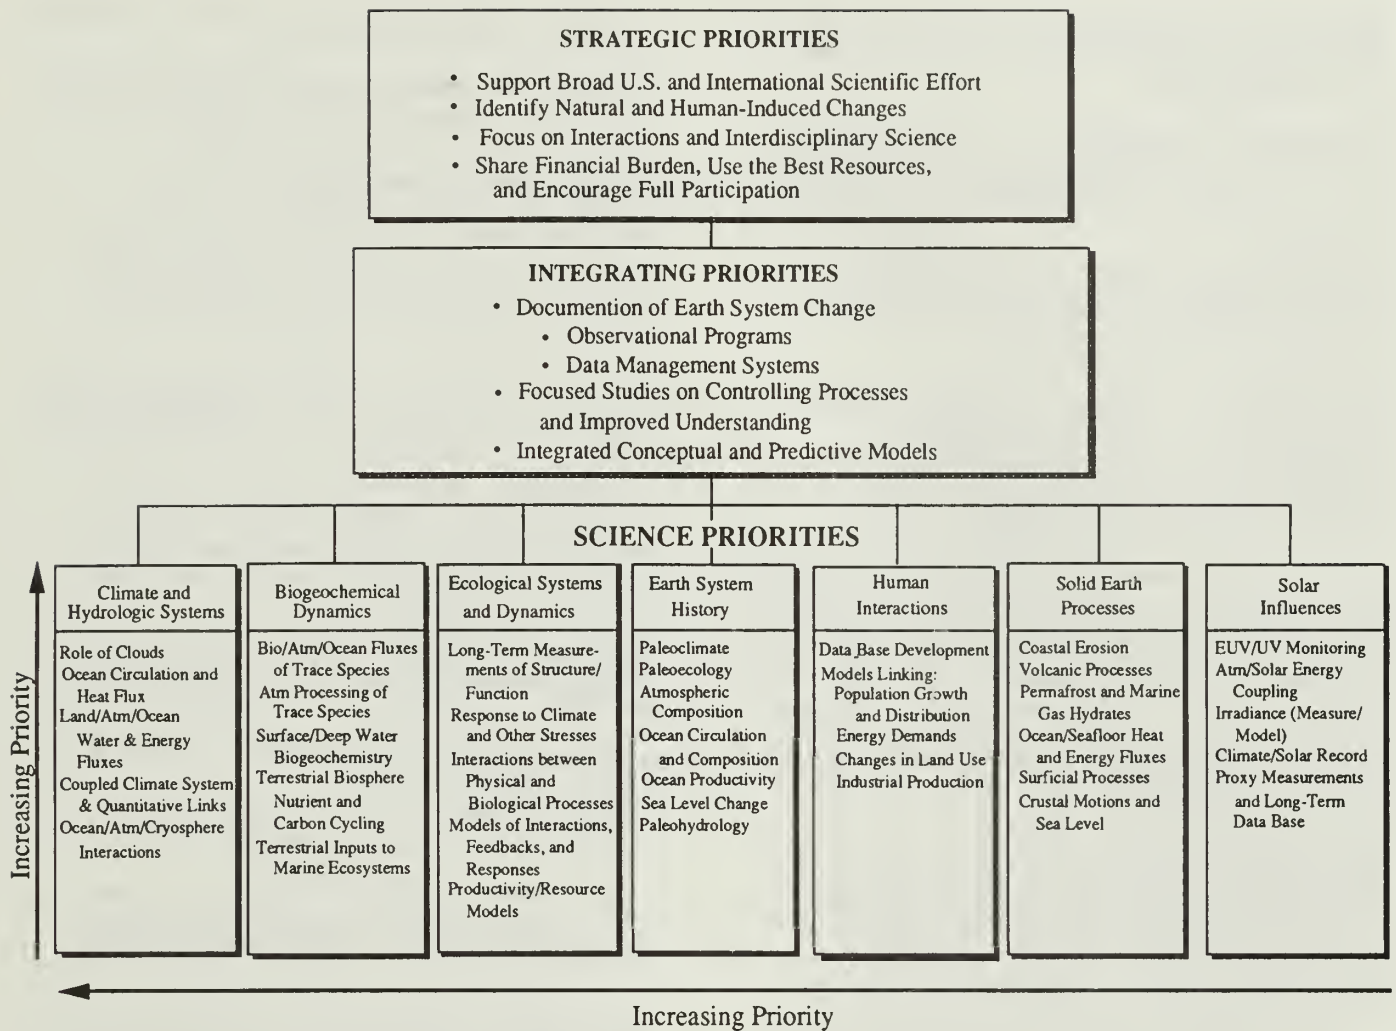 STRATEGIC PRIORITIES
• Support Broad U.S. and International Scientific Effort
• Identify Natural and Human-Induced Changes
• Focus on Interactions and Interdisciplinary Science
• Share Financial Burden, Use the Best Resources,
and Encourage Full Participation
INTEGRATING PRIORITIES
• Documention of Earth System Change
• Observational Programs
• Data Management Systems
• Focused Studies on Controlling Processes
and Improved Understanding
• Integrated Conceptual and Predictive Models
SCIENCE PRIORITIES
Increasing Priority
Climate and
Hydrologic Systems
Role of Clouds
Ocean Circulation and
Heat Flux
Land/Atm/Ocean
Water & Energy
Fluxes
Coupled Climate System
& Quantitative Links
Ocean/Atm/Cryosphere
Interactions
Biogeochemical
Dynamics
Bio/Atm/Ocean Fluxes
of Trace Species
Atm Processing of
Trace Species
Surface/Deep Water
Biogeochemistry
Terrestrial Biosphere
Nutrient and
Carbon Cycling
Terrestrial Inputs to
Marine Ecosystems
Ecological Systems
and Dynamics
Long-Term Measure-
ments of Structure/
Function
Response to Climate
and Other Stresses
Interactions between
Physical and
Biological Processes
Models of Interactions,
Feedbacks, and
Responses
Productivity/Resource
Models
Earth System
History
Paleoclimate
Paleoecology
Atmospheric
Composition
Ocean Circulation
and Composition
Ocean Productivity
Sea Level Change
Paleohydrology
Human
Interactions
Data Base Development
Models Linking:
Population Growth
and Distribution
Energy Demands
Changes in Land Use
Industrial Production
Solid Earth
Processes
Coastal Erosion
Volcanic Processes
Permafrost and Marine
Gas Hydrates
Ocean/Seafloor Heat
and Energy Fluxes
Surficial Processes
Crustal Motions and
Sea Level
Solar
Influences
EUV/UV Monitoring
Atm/Solar Energy
Coupling
Irradiance (Measure/
Model)
Climate/Solar Record
Proxy Measurements
and Long-Term
Data Base
Increasing Priority